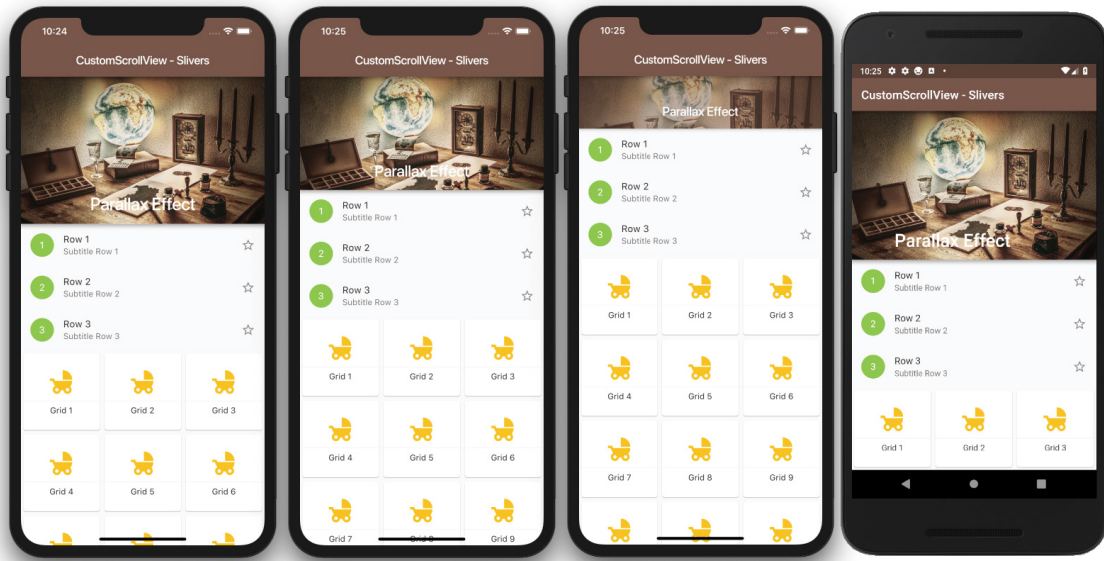 10:24
CustomScrollView - Slivers
Parallax Effect
1
Row 1
Subtitle Row 1
2
Row 2
Subtitle Row 2
3
Row 3
Subtitle Row 3
Grid 1
Grid 2
Grid 3
Grid 4
Grid 5
Grid 6
10:25
CustomScrollView - Slivers
Parallax Effect
1
Row 1
Subtitle Row 1
2
Row 2
Subtitle Row 2
3
Row 3
Subtitle Row 3
Grid 1
Grid 2
Grid 3
Grid 4
Grid 5
Grid 6
Grid 7
Grid 8
Grid 9
10:25
CustomScrollView - Slivers
Parallax Effect
1
Row 1
Subtitle Row 1
2
Row 2
Subtitle Row 2
3
Row 3
Subtitle Row 3
Grid 1
Grid 2
Grid 3
Grid 4
Grid 5
Grid 6
Grid 7
Grid 8
Grid 9
10:25
CustomScrollView - Slivers
Parallax Effect
1
Row 1
Subtitle Row 1
2
Row 2
Subtitle Row 2
3
Row 3
Subtitle Row 3
Grid 1
Grid 2
Grid 3